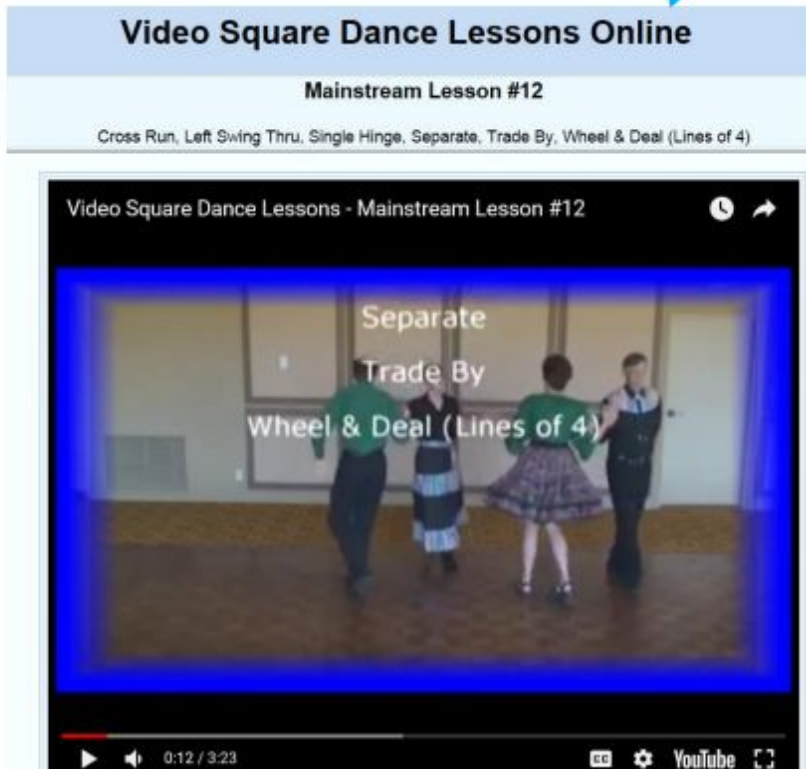 Video Square Dance Lessons Online
Mainstream Lesson #12
Cross Run, Left Swing Thru, Single Hinge, Separate, Trade By, Wheel & Deal (Lines of 4)
Video Square Dance Lessons - Mainstream Lesson #12
Separate
Trade By
Wheel & Deal (Lines of 4)
0:12 / 3:23
CC
YouTube